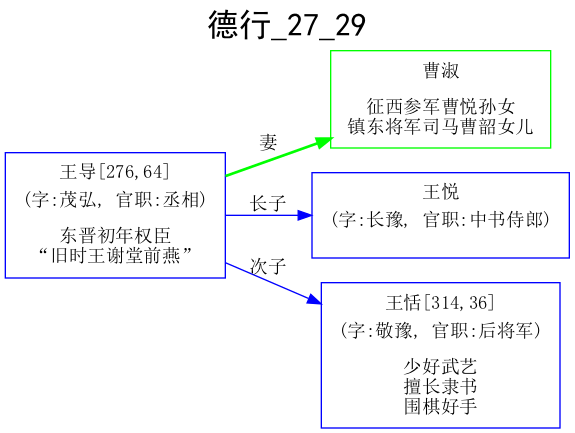 德行_27_29
曹淑
征西参军曹悦孙女
镇东将军司马曹韶女儿
妻
王导[276,64]
(字:茂弘, 官职:丞相)
东晋初年权臣
“旧时王谢堂前燕”
长子
王悦
(字:长豫, 官职:中书侍郎)
次子
王恬[314,36]
(字:敬豫, 官职:后将军)
少好武艺
擅长隶书
围棋好手